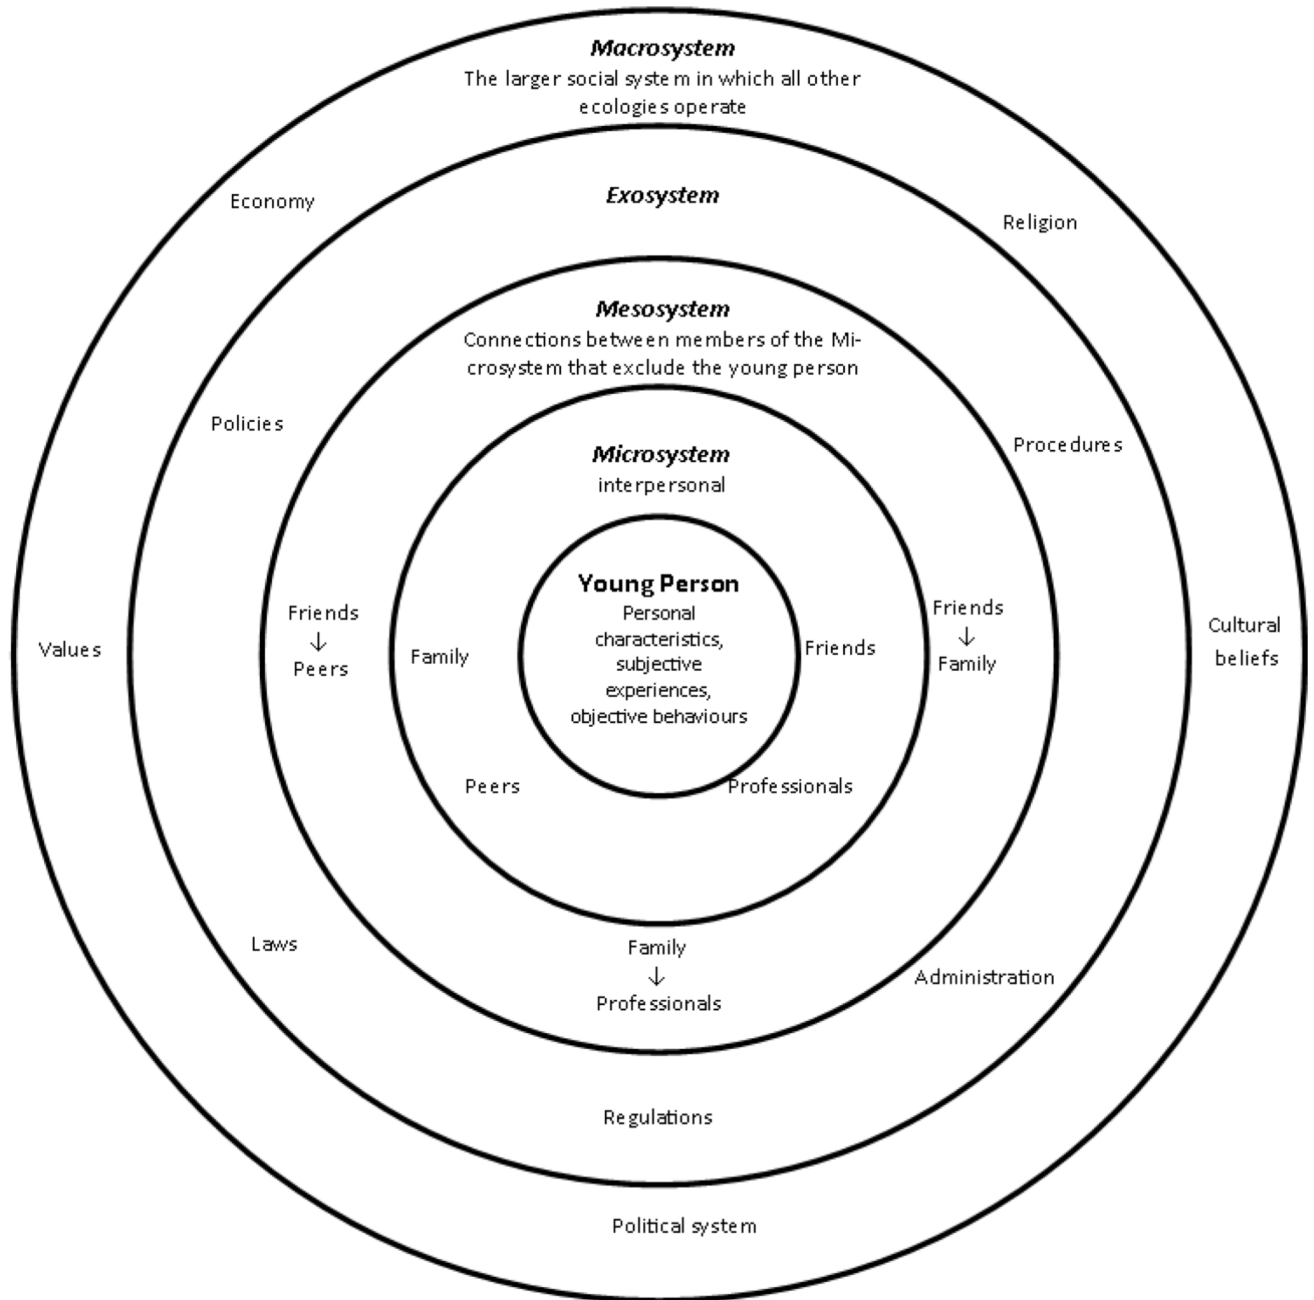 Macrosystem
The larger social system in which all other
ecologies operate
Economy
Religion
Exosystem
Mesosystem
Connections between members of the Mi-
crosystem that exclude the young person
Policies
Procedures
Microsystem
interpersonal
Young Person
Personal
characteristics,
subjective
experiences,
objective behaviours
Values
Friends
↓
Peers
Family
Friends
Friends
↓
Family
Cultural
beliefs
Peers
Professionals
Laws
Family
↓
Professionals
Administration
Regulations
Political system